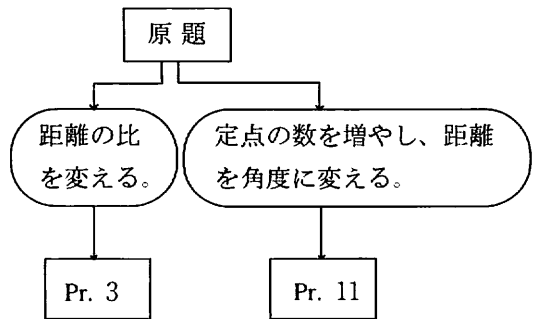 原題
距離の比
を変える。
定点の数を増やし、距離
を角度に変える。
Pr. 3
Pr. 11